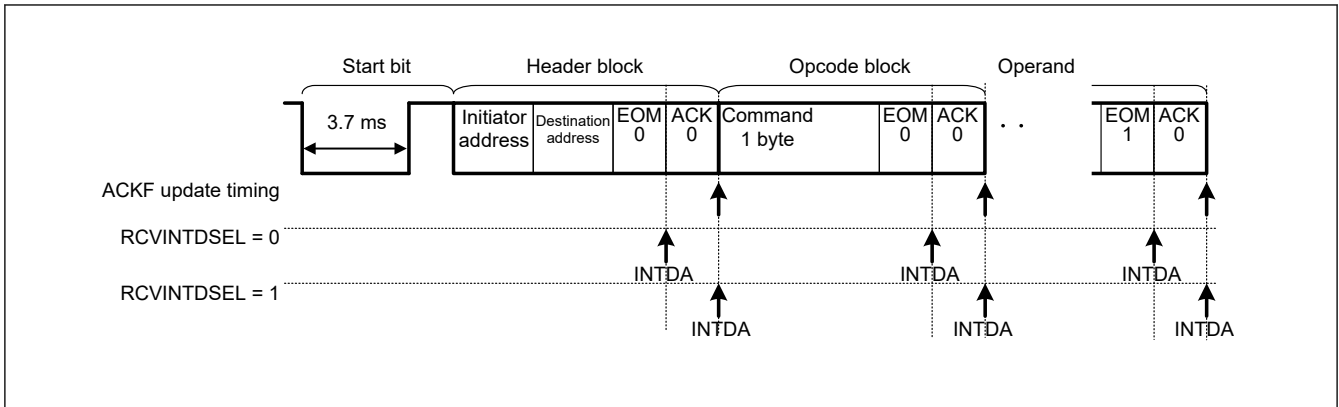 Start bit Header block Opcode block Operand
3.7 ms Initiator address Destination address EOM 0 ACK 0 Command 1 byte EOM 0 ACK 0 . . EOM 1 ACK 0
ACKF update timing
RCVINTDSEL = 0
INTDA INTDA INTDA
RCVINTDSEL = 1
INTDA INTDA INTDA